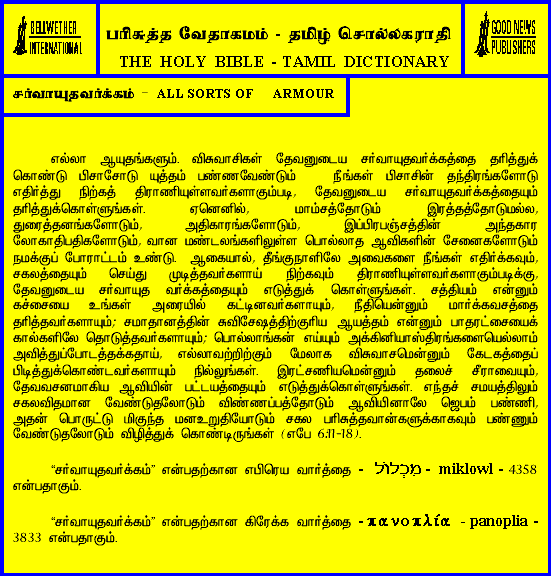 BELLWETHER
INTERNATIONAL
பரிசுத்த வேதாகமம் - தமிழ் சொல்லகராதி
THE HOLY BIBLE - TAMIL DICTIONARY
GOOD NEWS
PUBLISHERS
சர்வாயுதவர்க்கம் - ALL SORTS OF ARMOUR
எல்லா ஆயுதங்களும். விசுவாசிகள் தேவனுடைய சர்வாயுதவர்க்கத்தை தரித்துக்
கொண்டு பிசாசோடு யுத்தம் பண்ணவேண்டும் நீங்கள் பிசாசின் தந்திரங்களோடு
எதிர்த்து நிற்கத் திராணியுள்ளவர்களாகும்படி, தேவனுடைய சர்வாயுதவர்க்கத்தையும்
தரித்துக்கொள்ளுங்கள். ஏனெனில், மாம்சத்தோடும் இரத்தத்தோடுமல்ல,
துரைத்தனங்களோடும், அதிகாரங்களோடும், இப்பிரபஞ்சத்தின் அந்தகார
லோகாதிபதிகளோடும், வான மண்டலங்களிலுள்ள பொல்லாத ஆவிகளின் சேனைகளோடும்
நமக்குப் போராட்டம் உண்டு. ஆகையால், தீங்குநாளிலே அவைகளை நீங்கள் எதிர்க்கவும்,
சகலத்தையும் செய்து முடித்தவர்களாய் நிற்கவும் திராணியுள்ளவர்களாகும்படிக்கு,
தேவனுடைய சர்வாயுத வர்க்கத்தையும் எடுத்துக் கொள்ளுங்கள். சத்தியம் என்னும்
கச்சையை உங்கள் அரையில் கட்டினவர்களாயும், நீதியென்னும் மார்க்கவசத்தை
தரித்தவர்களாயும்; சமாதானத்தின் சுவிசேஷத்திற்குரிய ஆயத்தம் என்னும் பாதரட்சையைக்
கால்களிலே தொடுத்தவர்களாயும்; பொல்லாங்கன் எய்யும் அக்கினியாஸ்திரங்களையெல்லாம்
அவித்துப்போடத்தக்கதாய், எல்லாவற்றிற்கும் மேலாக விசுவாசமென்னும் கேடகத்தைப்
பிடித்துக்கொண்டவர்களாயும் நில்லுங்கள். இரட்சணியமென்னும் தலைச் சீராவையும்,
தேவவசனமாகிய ஆவியின் பட்டயத்தையும் எடுத்துக்கொள்ளுங்கள். எந்தச் சமயத்திலும்
சகலவிதமான வேண்டுதலோடும் விண்ணப்பத்தோடும் ஆவியினாலே ஜெபம் பண்ணி,
அதன் பொருட்டு மிகுந்த மனஉறுதியோடும் சகல பரிசுத்தவான்களுக்காகவும் பண்ணும்
வேண்டுதலோடும் விழித்துக் கொண்டிருங்கள் (எபே 6:11-18).
"சர்வாயுதவர்க்கம்" என்பதற்கான எபிரெய வார்த்தை - מִכְלוֹל - miklowl - 4358
என்பதாகும்.
"சர்வாயுதவர்க்கம்" என்பதற்கான கிரேக்க வார்த்தை - πανοπλία - panoplia -
3833 என்பதாகும்.